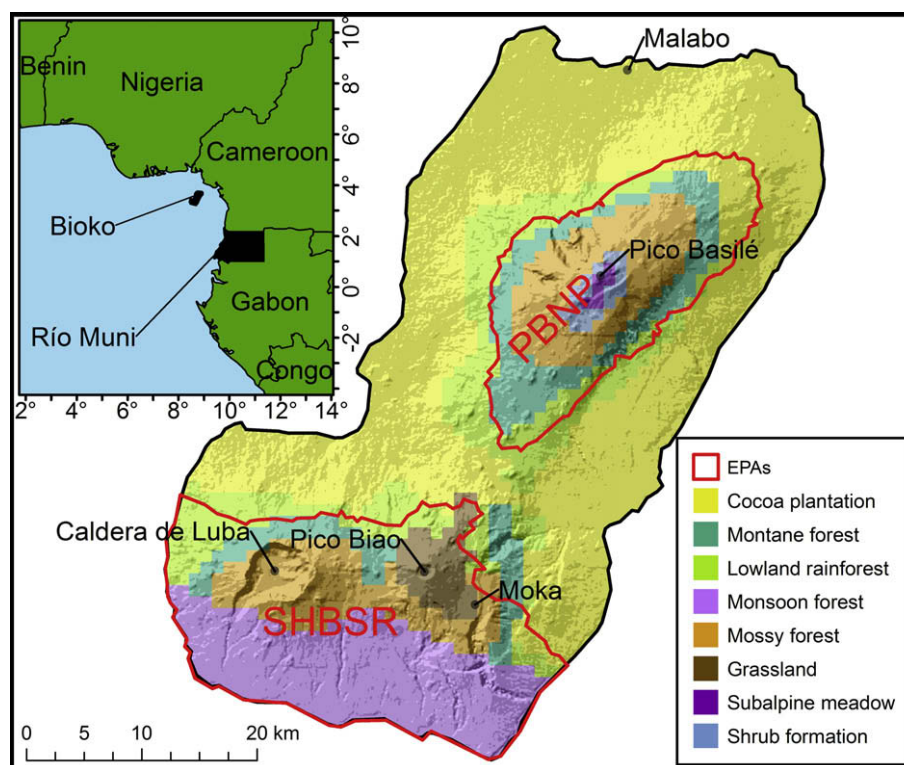 Benin
Nigeria
Cameroon
Bioko
Río Muni
Gabon
Congo
10°
8°
6°
4°
2°
0°
-2°
2° 4° 6° 8° 10° 12° 14°
Malabo
Pico Basilé
PBNP
Caldera de Luba
Pico Biao
Moka
SHBSR
0 5 10 20 km
EPAs
Cocoa plantation
Montane forest
Lowland rainforest
Monsoon forest
Mossy forest
Grassland
Subalpine meadow
Shrub formation